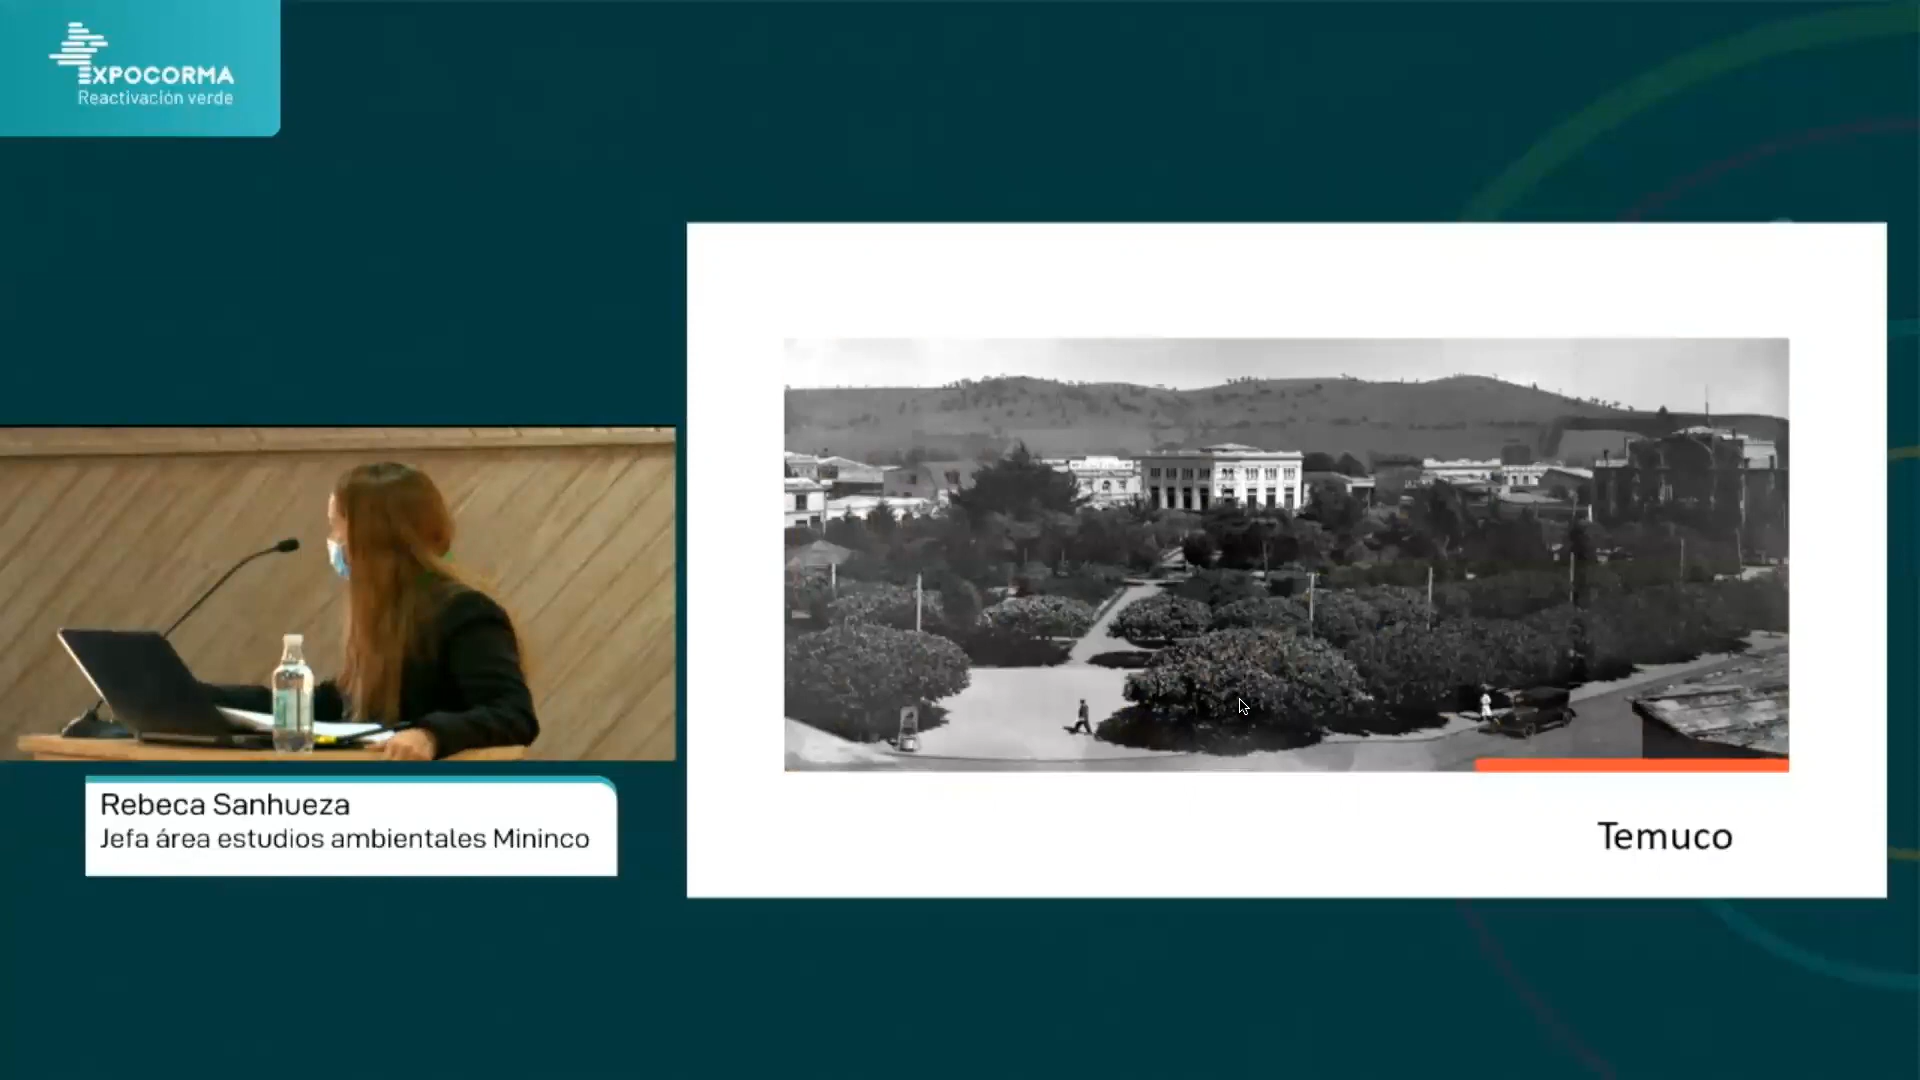 EXPOCORMA
Reactivación verde
Rebeca Sanhueza
Jefa área estudios ambientales Mininco
Temuco